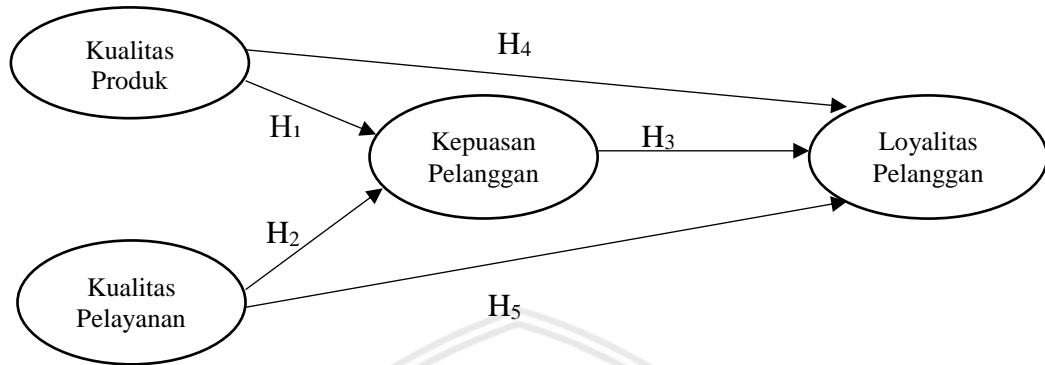 Kualitas
Produk
H₄
H₁
Kepuasan
Pelanggan
H₃
Loyalitas
Pelanggan
H₂
Kualitas
Pelayanan
H₅